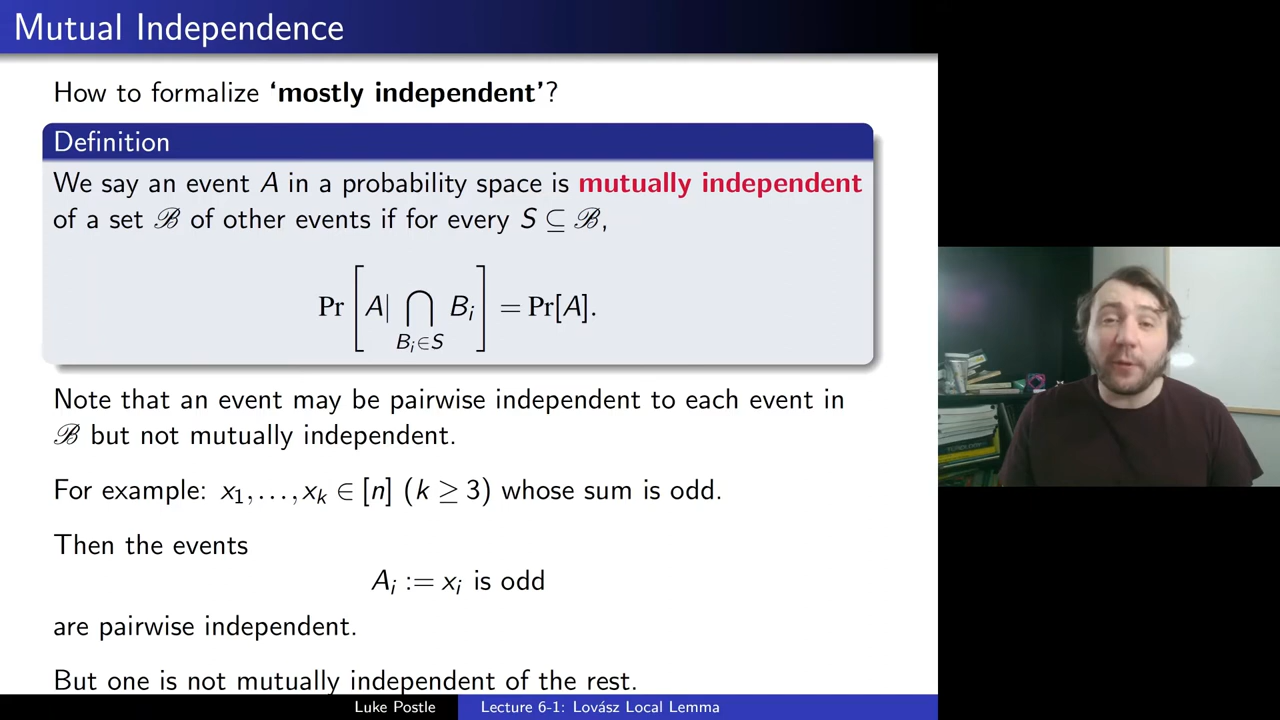 Mutual Independence
How to formalize ‘mostly independent’?
Definition
We say an event A in a probability space is mutually independent
of a set ℬ of other events if for every S ⊆ ℬ,
Pr[A| ⋂_{B_i∈S} B_i] = Pr[A].
Note that an event may be pairwise independent to each event in
ℬ but not mutually independent.
For example: x₁, . . . , x_k ∈ [n] (k ≥ 3) whose sum is odd.
Then the events
A_i := x_i is odd
are pairwise independent.
But one is not mutually independent of the rest.
Luke Postle
Lecture 6-1: Lovász Local Lemma